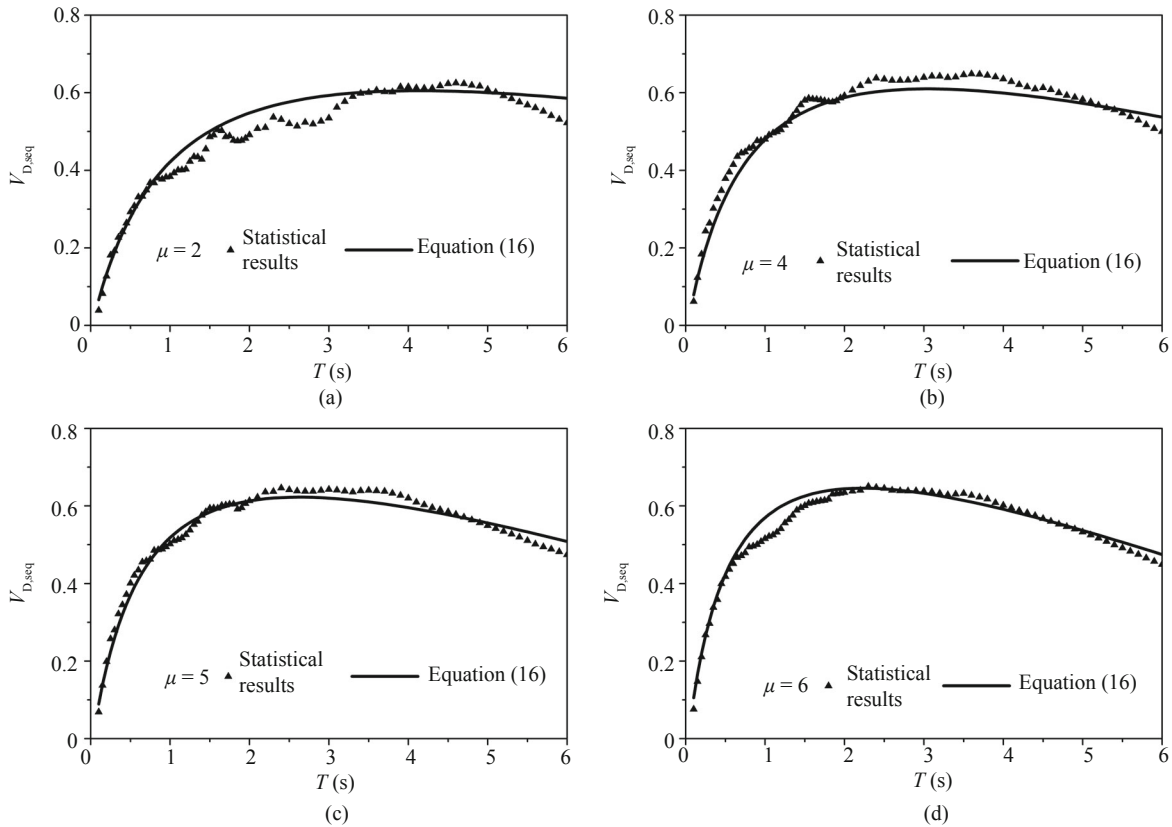 0.8
0.6
0.4
0.2
0
V_D,seq
μ = 2
Statistical
results
Equation (16)
0 1 2 3 4 5 6
T (s)
(a)
0.8
0.6
0.4
0.2
0
V_D,seq
μ = 4
Statistical
results
Equation (16)
0 1 2 3 4 5 6
T (s)
(b)
0.8
0.6
0.4
0.2
0
V_D,seq
μ = 5
Statistical
results
Equation (16)
0 1 2 3 4 5 6
T (s)
(c)
0.8
0.6
0.4
0.2
0
V_D,seq
μ = 6
Statistical
results
Equation (16)
0 1 2 3 4 5 6
T (s)
(d)